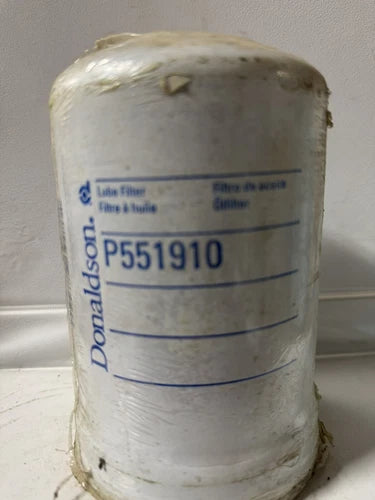 Donaldson.
Lube Filter
Filtre à huile
Filtro de aceite
Ölfilter
P551910